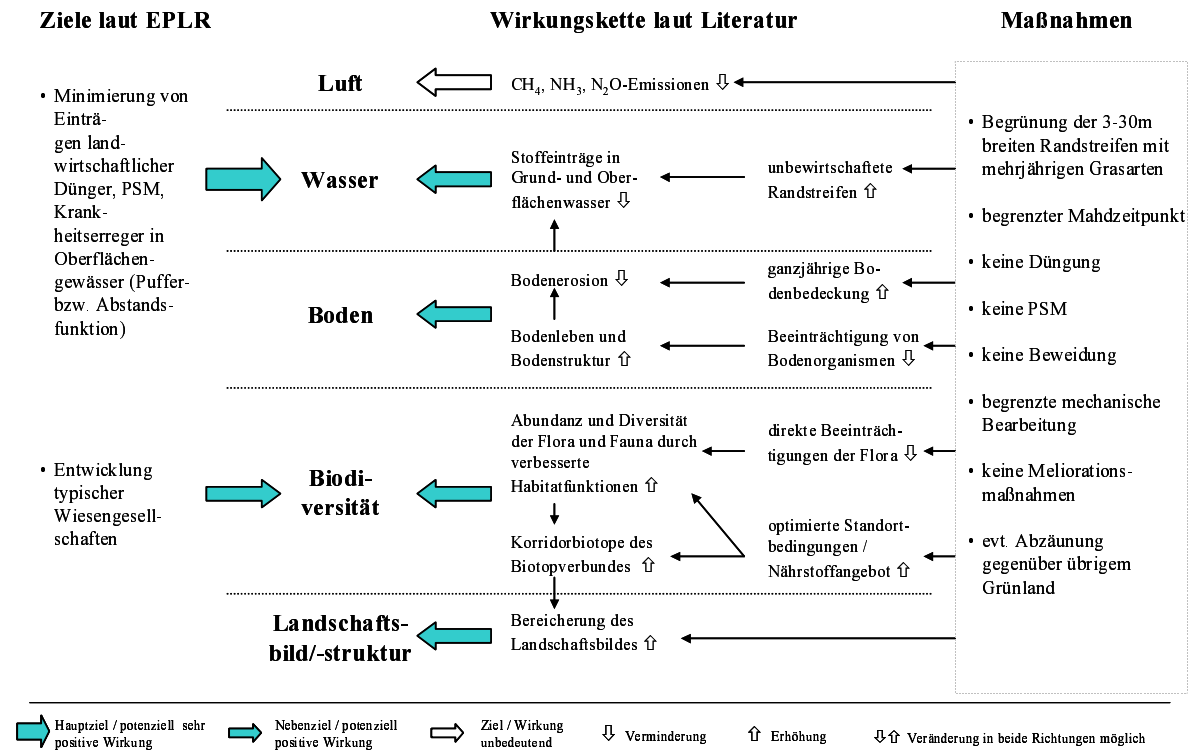 Ziele laut EPLR
Wirkungskette laut Literatur
Maßnahmen
• Minimierung von
Einträ-
gen land-
wirtschaftlicher
Dünger, PSM,
Krank-
heitserreger in
Oberflächen-
gewässer (Puffer-
bzw. Abstands-
funktion)
• Entwicklung
typischer
Wiesengesell-
schaften
Luft
CH4, NH3, N2O-Emissionen ⇩
Wasser
Stoffeinträge in
Grund- und Ober-
flächenwasser ⇩
unbewirtschaftete
Randstreifen ⇧
Boden
Bodenerosion ⇩
ganzjährige Bo-
denbedeckung ⇧
Bodenleben und
Bodenstruktur ⇧
Beeinträchtigung von
Bodenorganismen ⇩
Biodi-
versität
Abundanz und Diversität
der Flora und Fauna durch
verbesserte
Habitatfunktionen ⇧
direkte Beeinträch-
tigungen der Flora ⇩
Korridorbiotope des
Biotopverbundes ⇧
optimierte Standort-
bedingungen /
Nährstoffangebot ⇧
Landschafts-
bild/-struktur
Bereicherung des
Landschaftsbildes ⇧
• Begrünung der 3-30m
breiten Randstreifen mit
mehrjährigen Grasarten
• begrenzter Mahdzeitpunkt
• keine Düngung
• keine PSM
• keine Beweidung
• begrenzte mechanische
Bearbeitung
• keine Meliorations-
maßnahmen
• evt. Abzäunung
gegenüber übrigem
Grünland
Hauptziel / potenziell sehr
positive Wirkung
Nebenziel / potenziell
positive Wirkung
Ziel / Wirkung
unbedeutend
⇩ Verminderung
⇧ Erhöhung
⇩⇧ Veränderung in beide Richtungen möglich